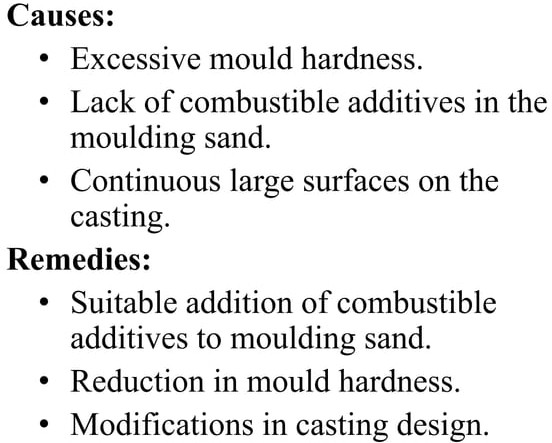 Causes:
• Excessive mould hardness.
• Lack of combustible additives in the
moulding sand.
• Continuous large surfaces on the
casting.
Remedies:
• Suitable addition of combustible
additives to moulding sand.
• Reduction in mould hardness.
• Modifications in casting design.